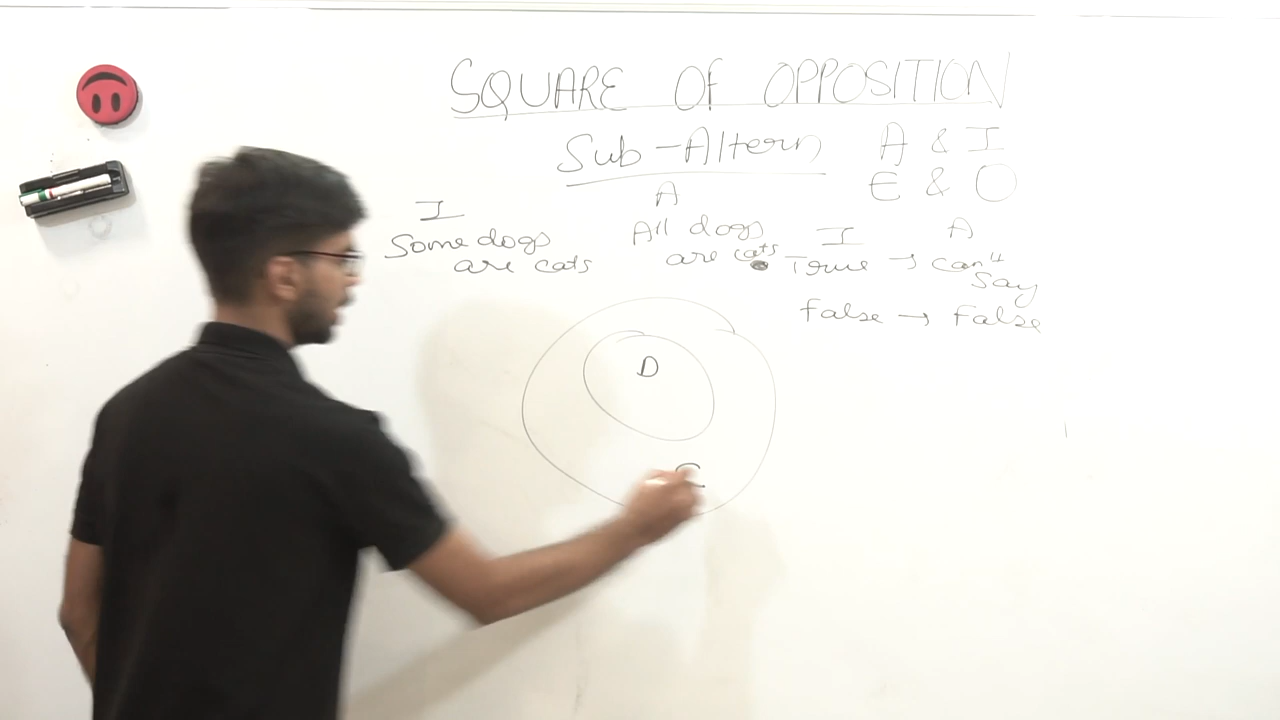 SQUARE OF OPPOSITION
Sub-Altern A & I
E & O
I
Some dogs
are cats
A
All dogs
are cats
I A
True → can't
say
false → false
D
C